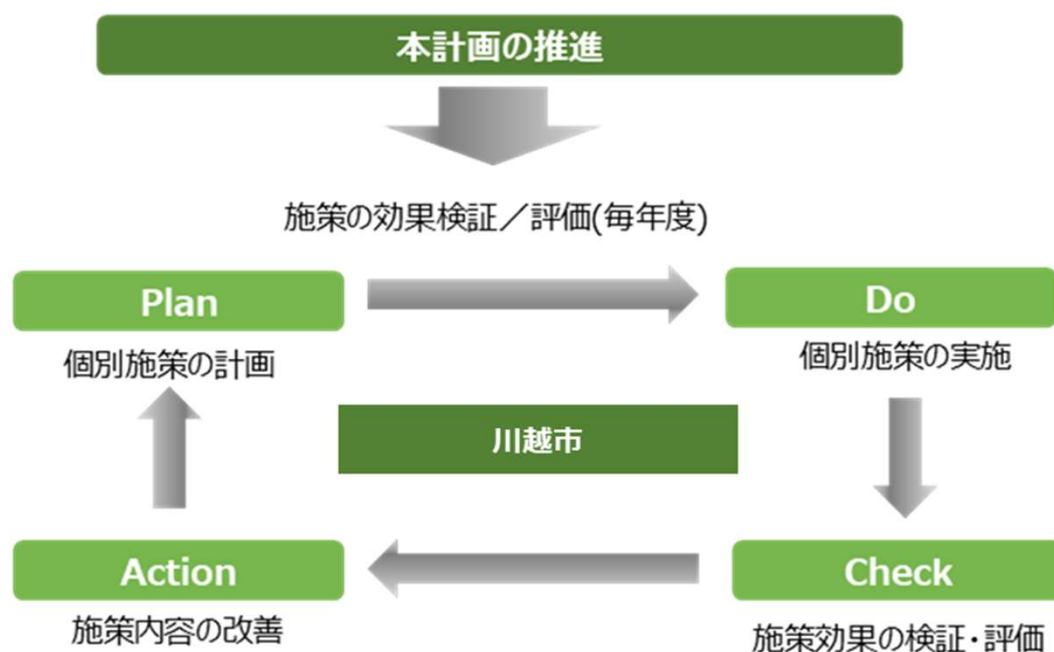 本計画の推進
施策の効果検証／評価(毎年度)
Plan
Do
個別施策の計画
個別施策の実施
川越市
Action
Check
施策内容の改善
施策効果の検証・評価